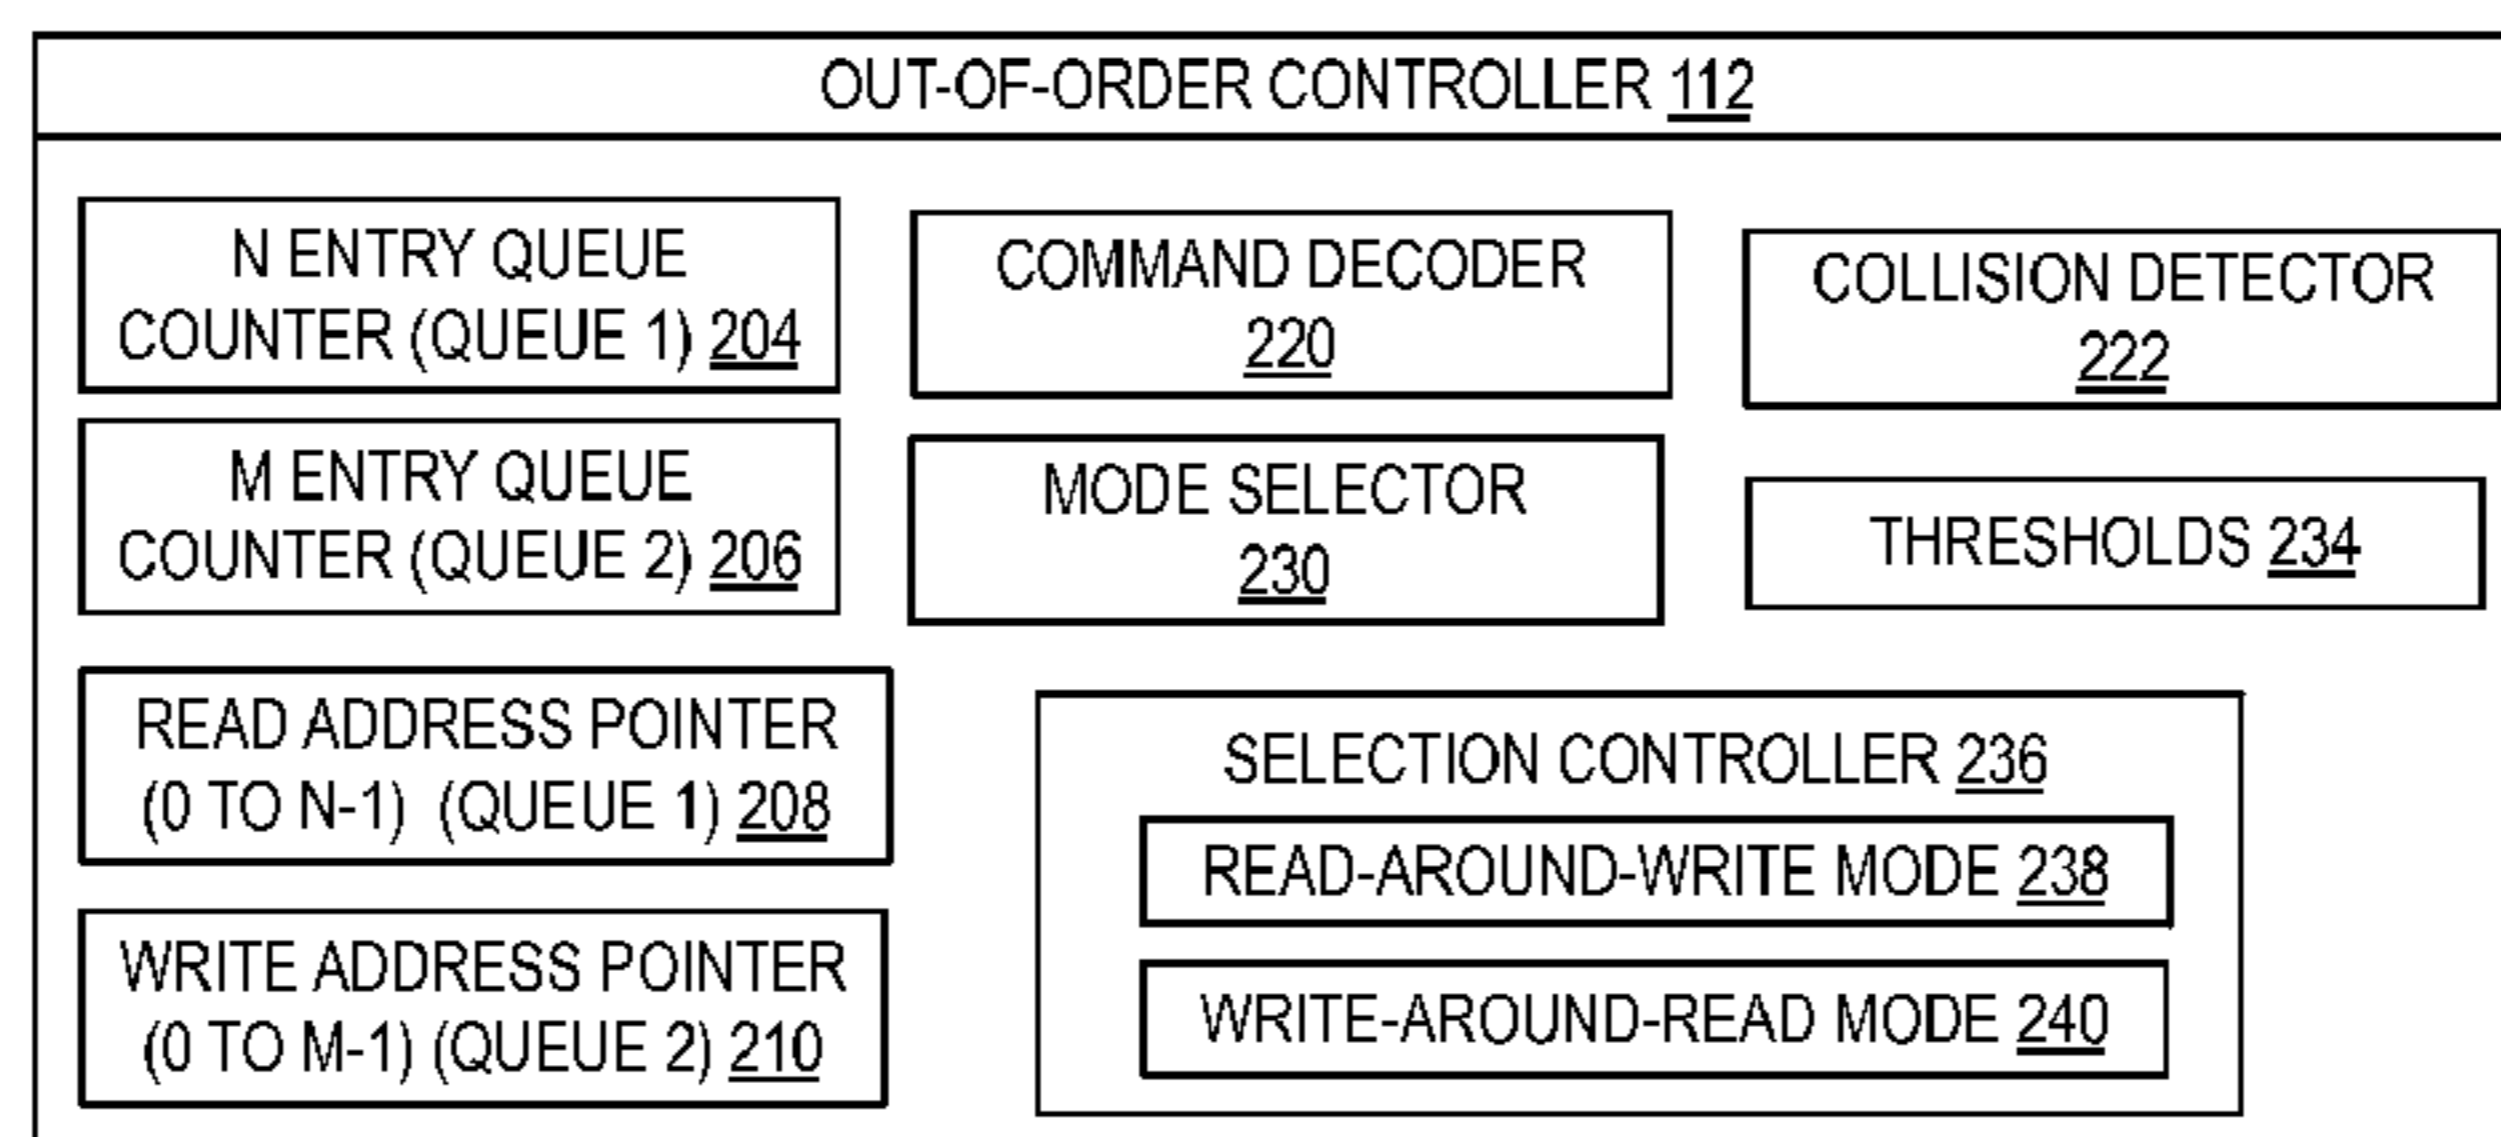 OUT-OF-ORDER CONTROLLER 112
N ENTRY QUEUE
COUNTER (QUEUE 1) 204
COMMAND DECODER
220
COLLISION DETECTOR
222
M ENTRY QUEUE
COUNTER (QUEUE 2) 206
MODE SELECTOR
230
THRESHOLDS 234
READ ADDRESS POINTER
(0 TO N-1) (QUEUE 1) 208
WRITE ADDRESS POINTER
(0 TO M-1) (QUEUE 2) 210
SELECTION CONTROLLER 236
READ-AROUND-WRITE MODE 238
WRITE-AROUND-READ MODE 240